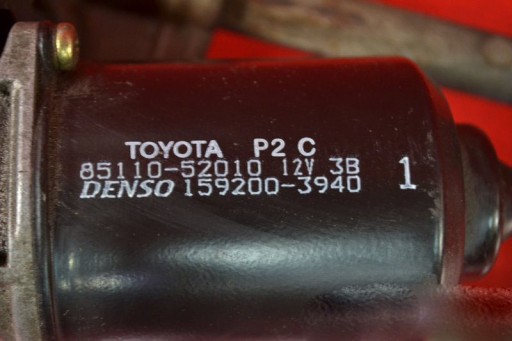 TOYOTA P2 C
85110-52010 12V 3B
DENSO 159200-3940 1